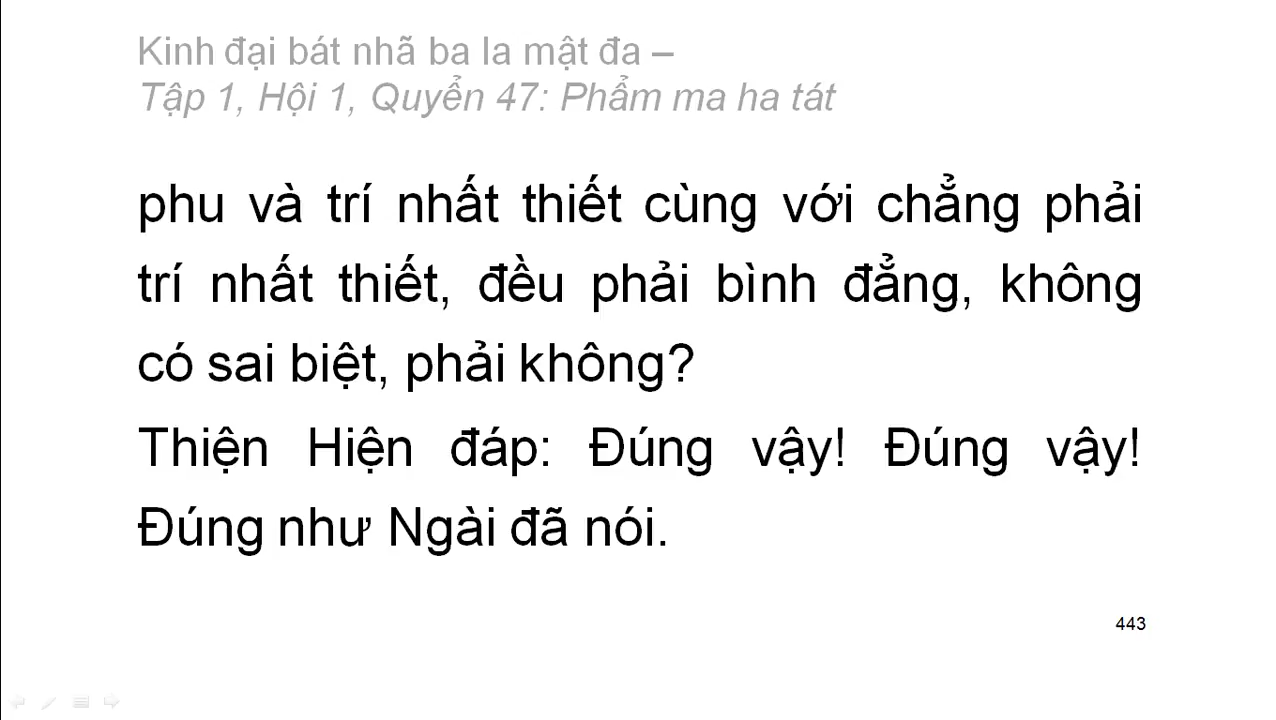 Kinh đại bát nhã ba la mật đa –
Tập 1, Hội 1, Quyển 47: Phẩm ma ha tát
phu và trí nhất thiết cùng với chẳng phải
trí nhất thiết, đều phải bình đẳng, không
có sai biệt, phải không?
Thiện Hiện đáp: Đúng vậy! Đúng vậy!
Đúng như Ngài đã nói.
443